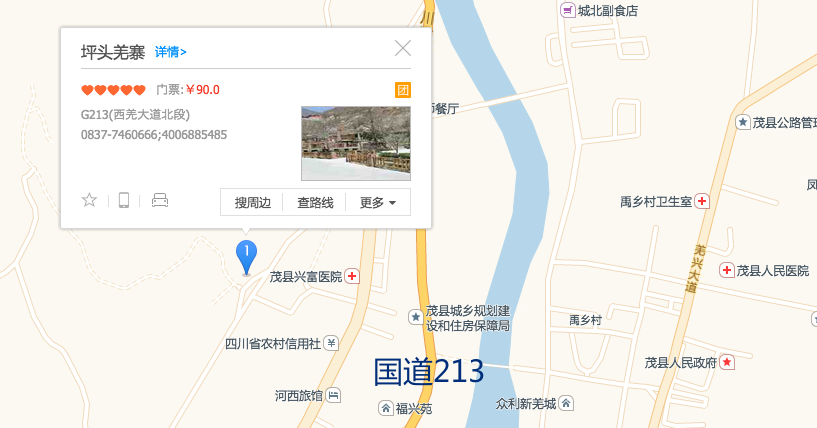 川
城北副食店
坪头羌寨 详情>
门票:￥90.0 团
G213(西羌大道北段)
0837-7460666;4006885485
搜周边 查路线 更多
餐厅
茂县公路管
禹乡村卫生室
凤
1
茂县兴富医院
羌兴大道
茂县人民医院
茂县城乡规划建
设和住房保障局
禹乡村
四川省农村信用社
国道213
茂县人民政府
河西旅馆
福兴苑
众利新羌城